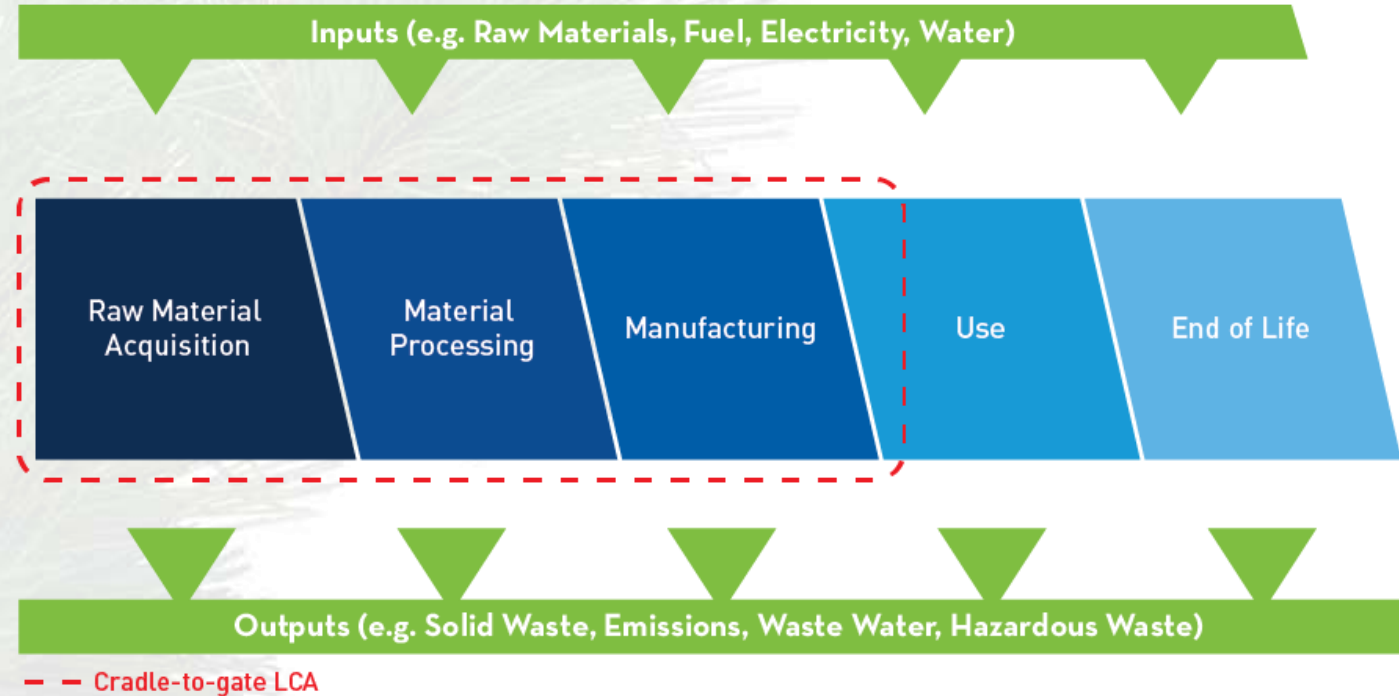 Inputs (e.g. Raw Materials, Fuel, Electricity, Water)
Raw Material
Acquisition
Material
Processing
Manufacturing
Use
End of Life
Outputs (e.g. Solid Waste, Emissions, Waste Water, Hazardous Waste)
Cradle-to-gate LCA